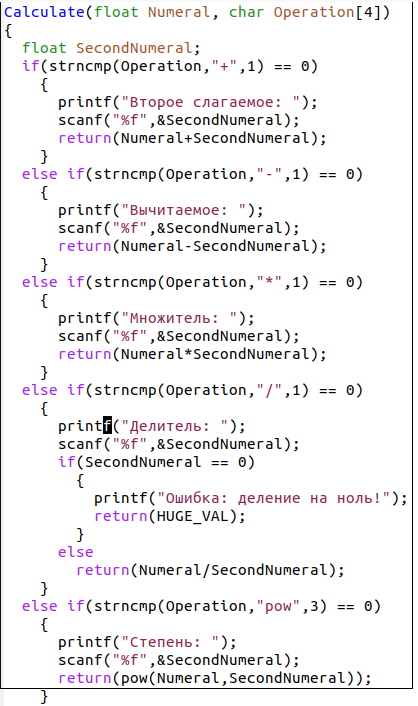 Calculate(float Numeral, char Operation[4])
{
  float SecondNumeral;
  if(strncmp(Operation,"+",1) == 0)
    {
      printf("Второе слагаемое: ");
      scanf("%f",&SecondNumeral);
      return(Numeral+SecondNumeral);
    }
  else if(strncmp(Operation,"-",1) == 0)
    {
      printf("Вычитаемое: ");
      scanf("%f",&SecondNumeral);
      return(Numeral-SecondNumeral);
    }
  else if(strncmp(Operation,"*",1) == 0)
    {
      printf("Множитель: ");
      scanf("%f",&SecondNumeral);
      return(Numeral*SecondNumeral);
    }
  else if(strncmp(Operation,"/",1) == 0)
    {
      printf("Делитель: ");
      scanf("%f",&SecondNumeral);
      if(SecondNumeral == 0)
        {
          printf("Ошибка: деление на ноль!");
          return(HUGE_VAL);
        }
      else
        return(Numeral/SecondNumeral);
    }
  else if(strncmp(Operation,"pow",3) == 0)
    {
      printf("Степень: ");
      scanf("%f",&SecondNumeral);
      return(pow(Numeral,SecondNumeral));
    }